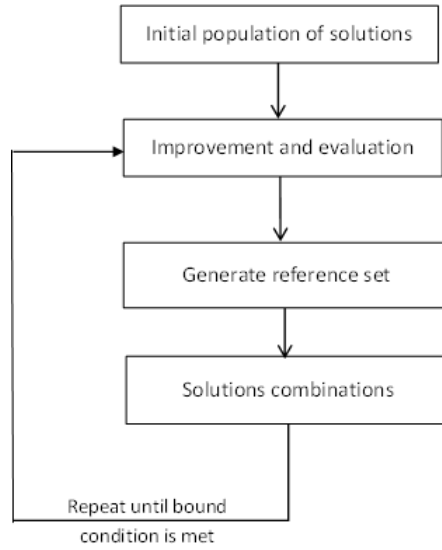 Initial population of solutions
Improvement and evaluation
Generate reference set
Solutions combinations
Repeat until bound
condition is met